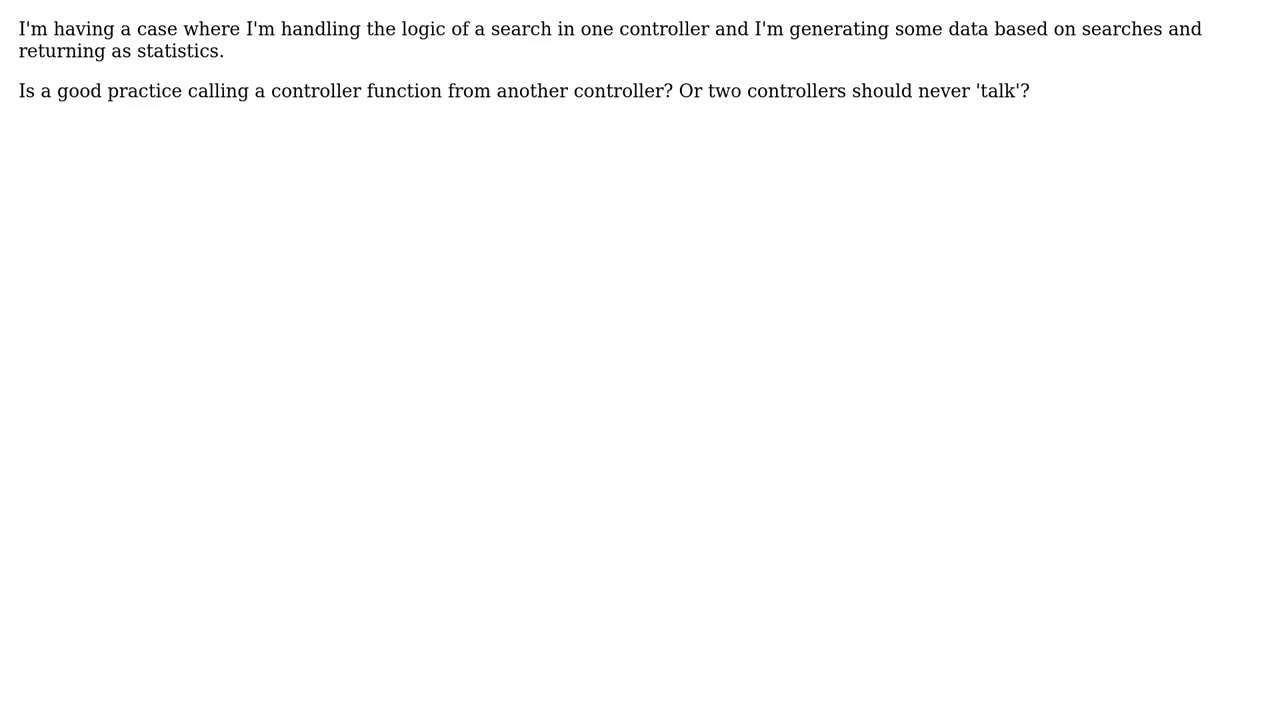 I'm having a case where I'm handling the logic of a search in one controller and I'm generating some data based on searches and
returning as statistics.
Is a good practice calling a controller function from another controller? Or two controllers should never 'talk'?